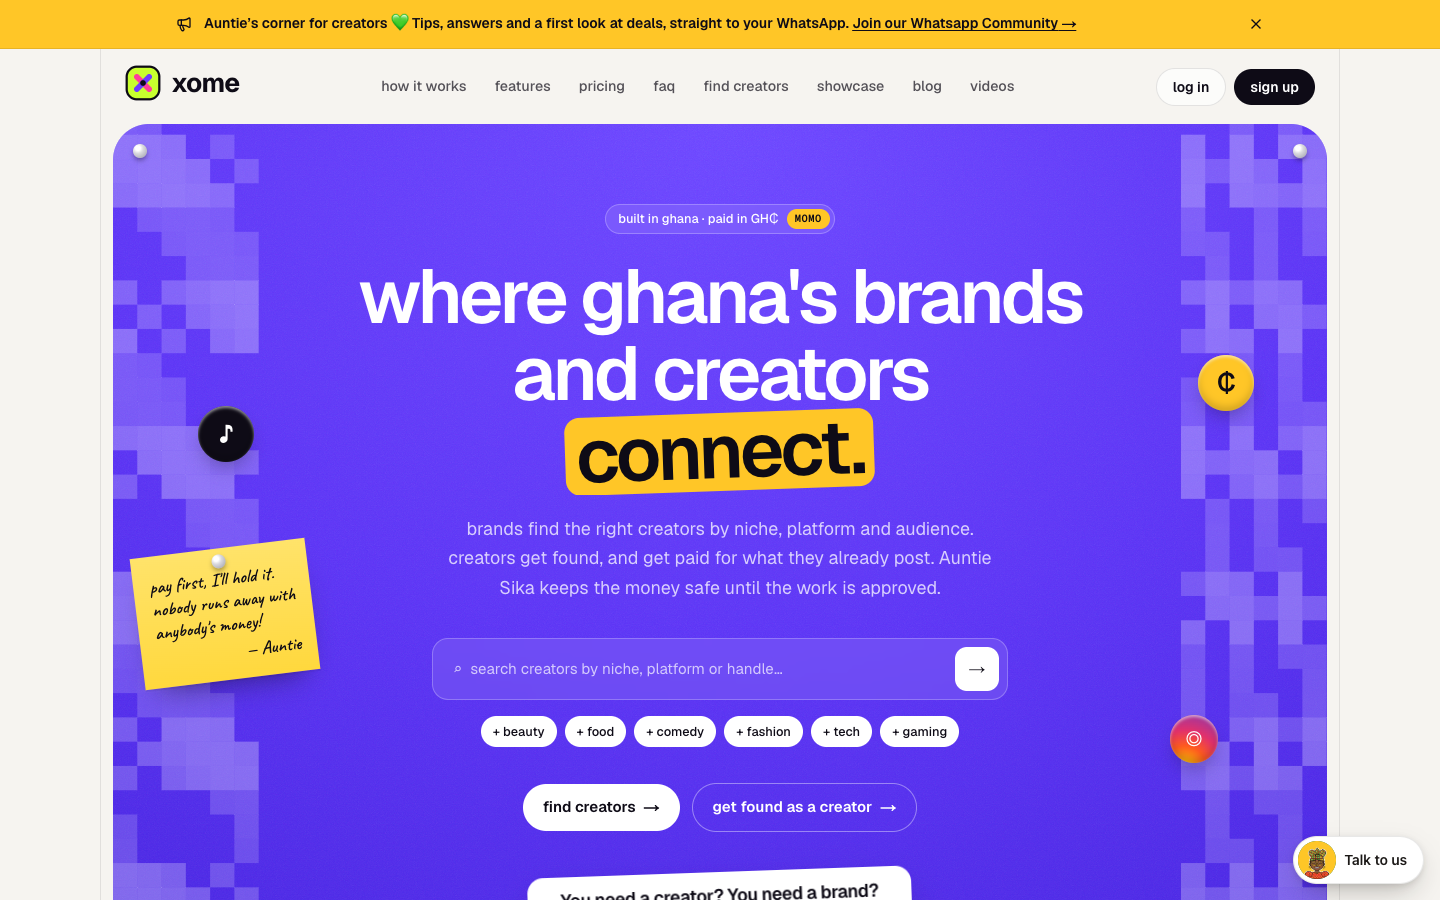 Auntie's corner for creators 💚 Tips, answers and a first look at deals, straight to your WhatsApp. Join our Whatsapp Community →
xome
how it works features pricing faq find creators showcase blog videos
log in sign up
built in ghana · paid in GH₵ MOMO
where ghana's brands
and creators
connect.
brands find the right creators by niche, platform and audience.
creators get found, and get paid for what they already post. Auntie
Sika keeps the money safe until the work is approved.
pay first, I'll hold it.
nobody runs away with
anybody's money!
— Auntie
search creators by niche, platform or handle...
+ beauty + food + comedy + fashion + tech + gaming
find creators → get found as a creator →
You need a creator? You need a brand?
Talk to us
₵